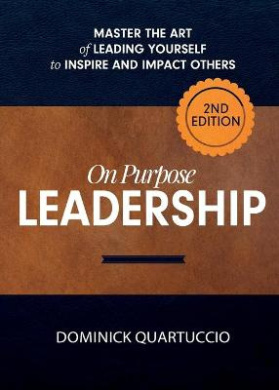 MASTER THE ART
of LEADING YOURSELF
to INSPIRE AND IMPACT OTHERS
2ND
EDITION
On Purpose
LEADERSHIP
DOMINICK QUARTUCCIO